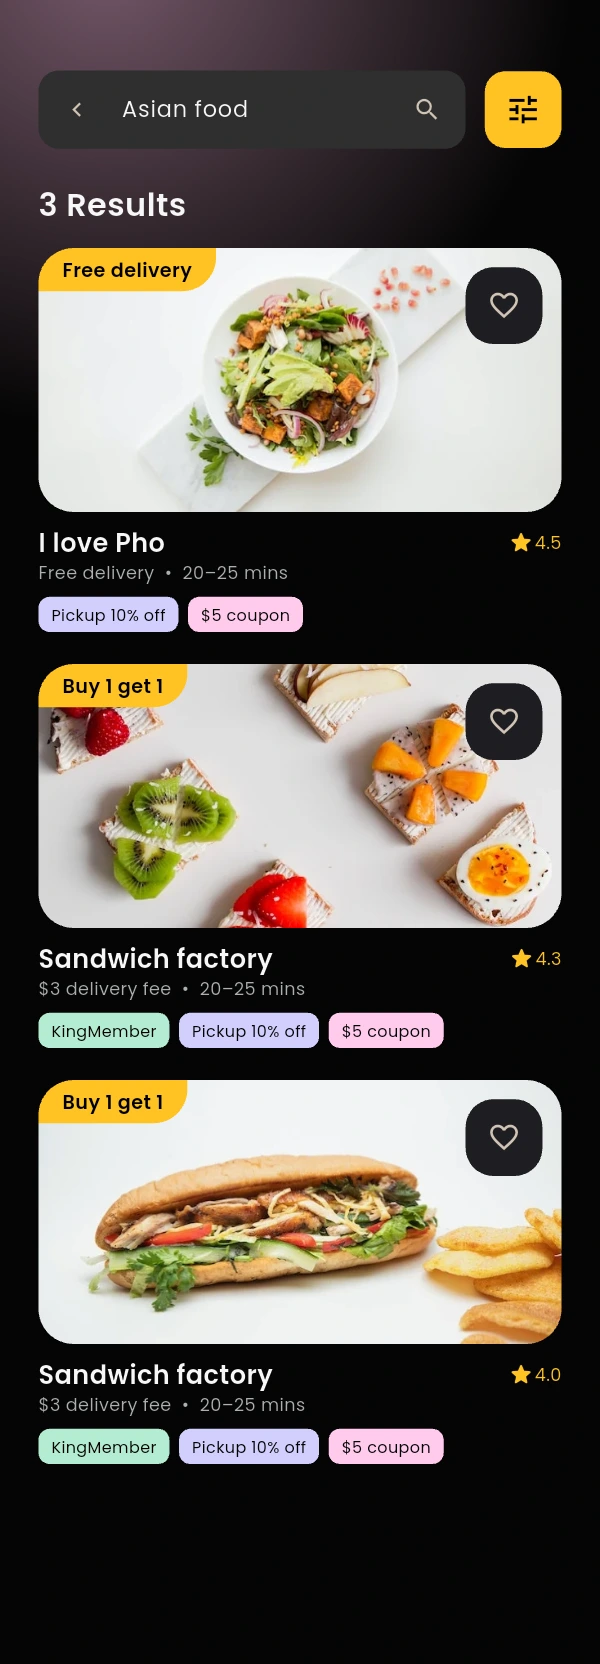 Asian food
3 Results
Free delivery
I love Pho
4.5
Free delivery • 20–25 mins
Pickup 10% off
$5 coupon
Buy 1 get 1
Sandwich factory
4.3
$3 delivery fee • 20–25 mins
KingMember
Pickup 10% off
$5 coupon
Buy 1 get 1
Sandwich factory
4.0
$3 delivery fee • 20–25 mins
KingMember
Pickup 10% off
$5 coupon